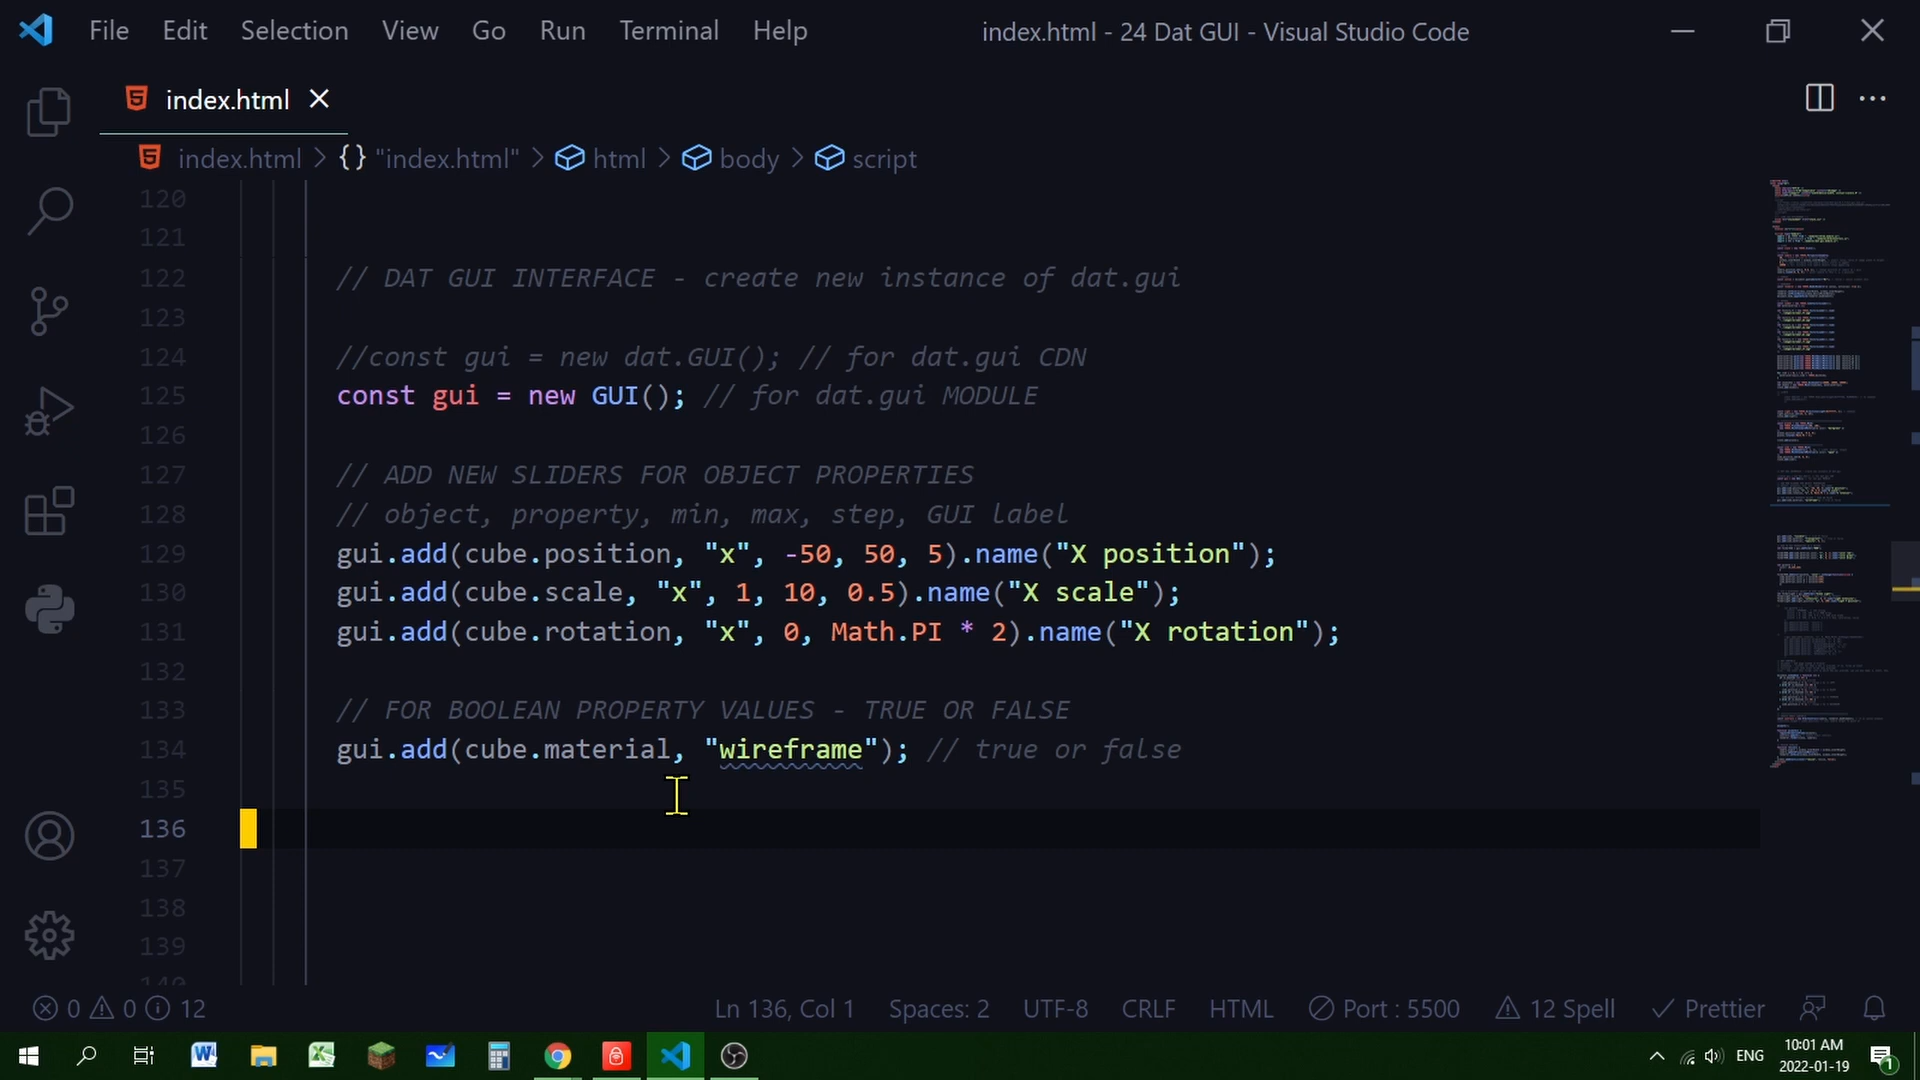 File Edit Selection View Go Run Terminal Help index.html - 24 Dat GUI - Visual Studio Code
index.html
index.html > {} "index.html" > html > body > script
120
121
122 // DAT GUI INTERFACE - create new instance of dat.gui
123
124 //const gui = new dat.GUI(); // for dat.gui CDN
125 const gui = new GUI(); // for dat.gui MODULE
126
127 // ADD NEW SLIDERS FOR OBJECT PROPERTIES
128 // object, property, min, max, step, GUI label
129 gui.add(cube.position, "x", -50, 50, 5).name("X position");
130 gui.add(cube.scale, "x", 1, 10, 0.5).name("X scale");
131 gui.add(cube.rotation, "x", 0, Math.PI * 2).name("X rotation");
132
133 // FOR BOOLEAN PROPERTY VALUES - TRUE OR FALSE
134 gui.add(cube.material, "wireframe"); // true or false
135
136
137
138
139
140
0 0 12 Ln 136, Col 1 Spaces: 2 UTF-8 CRLF HTML Port : 5500 12 Spell Prettier
ENG 10:01 AM
2022-01-19 1